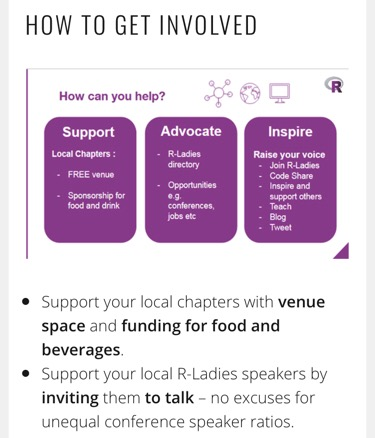 HOW TO GET INVOLVED
How can you help?
R
Support
Local Chapters :
- FREE venue
- Sponsorship for
food and drink
Advocate
- R-Ladies
directory
- Opportunities
e.g.
conferences,
jobs etc
Inspire
Raise your voice
- Join R-Ladies
- Code Share
- Inspire and
support others
- Teach
- Blog
- Tweet
• Support your local chapters with venue
space and funding for food and
beverages.
• Support your local R-Ladies speakers by
inviting them to talk – no excuses for
unequal conference speaker ratios.